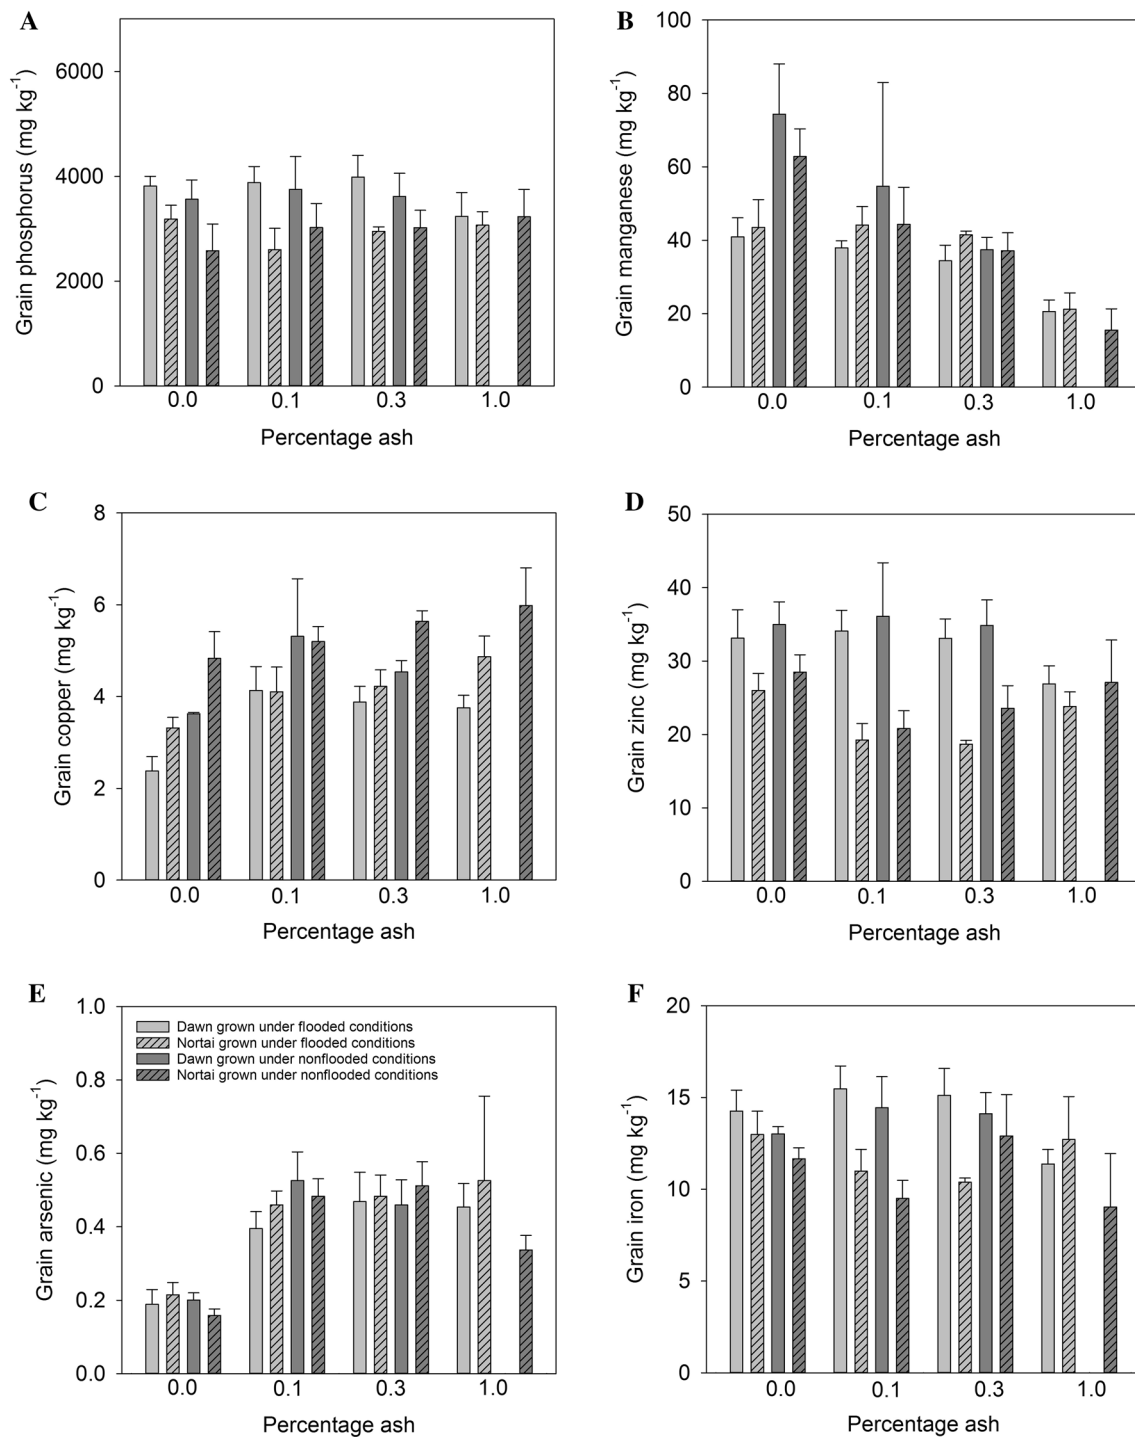 A
Grain phosphorus (mg kg⁻¹)
6000
4000
2000
0
0.0 0.1 0.3 1.0
Percentage ash
B
Grain manganese (mg kg⁻¹)
100
80
60
40
20
0
0.0 0.1 0.3 1.0
Percentage ash
C
Grain copper (mg kg⁻¹)
8
6
4
2
0
0.0 0.1 0.3 1.0
Percentage ash
D
Grain zinc (mg kg⁻¹)
50
40
30
20
10
0
0.0 0.1 0.3 1.0
Percentage ash
E
Grain arsenic (mg kg⁻¹)
1.0
0.8
0.6
0.4
0.2
0.0
Dawn grown under flooded conditions
Nortai grown under flooded conditions
Dawn grown under nonflooded conditions
Nortai grown under nonflooded conditions
0.0 0.1 0.3 1.0
Percentage ash
F
Grain iron (mg kg⁻¹)
20
15
10
5
0
0.0 0.1 0.3 1.0
Percentage ash